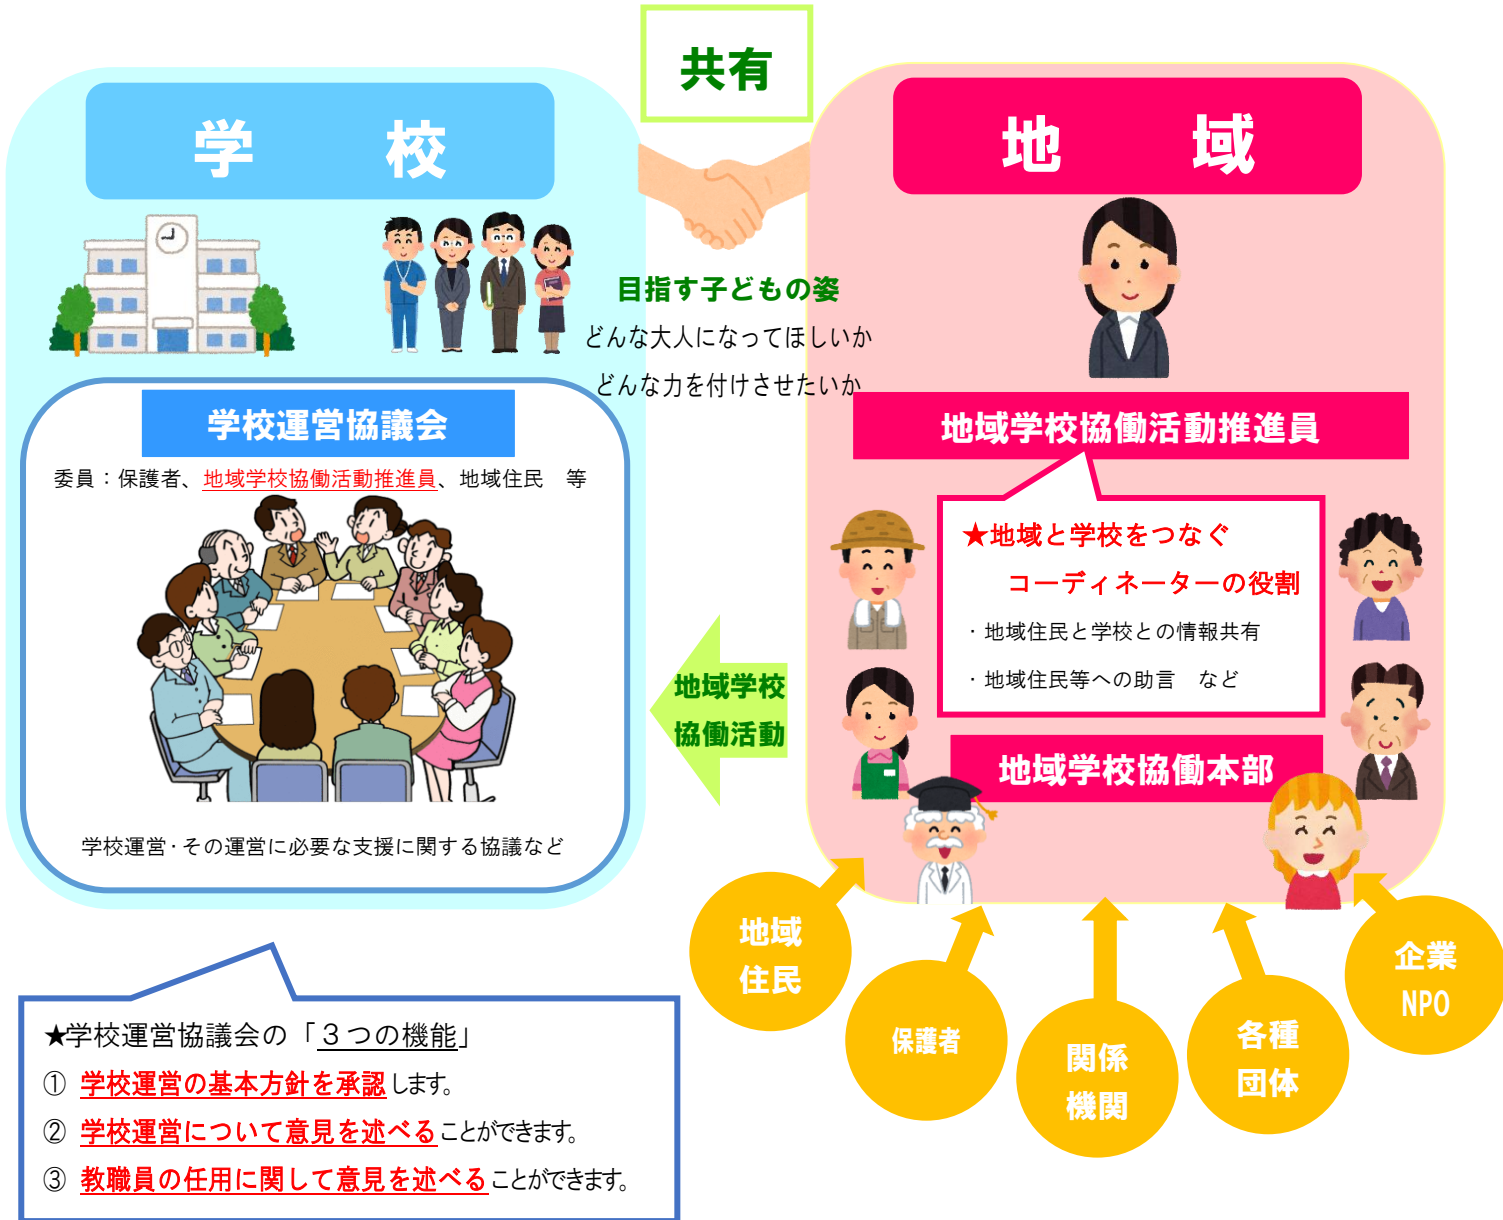 共有
学校
地域
目指す子どもの姿
どんな大人になってほしいか
どんな力を付けさせたいか
学校運営協議会
委員：保護者、地域学校協働活動推進員、地域住民　等
学校運営・その運営に必要な支援に関する協議など
地域学校協働活動推進員
★地域と学校をつなぐ
コーディネーターの役割
・地域住民と学校との情報共有
・地域住民等への助言　など
地域学校
協働活動
地域学校協働本部
地域
住民
保護者
関係
機関
各種
団体
企業
NPO
★学校運営協議会の「３つの機能」
① 学校運営の基本方針を承認します。
② 学校運営について意見を述べることができます。
③ 教職員の任用に関して意見を述べることができます。